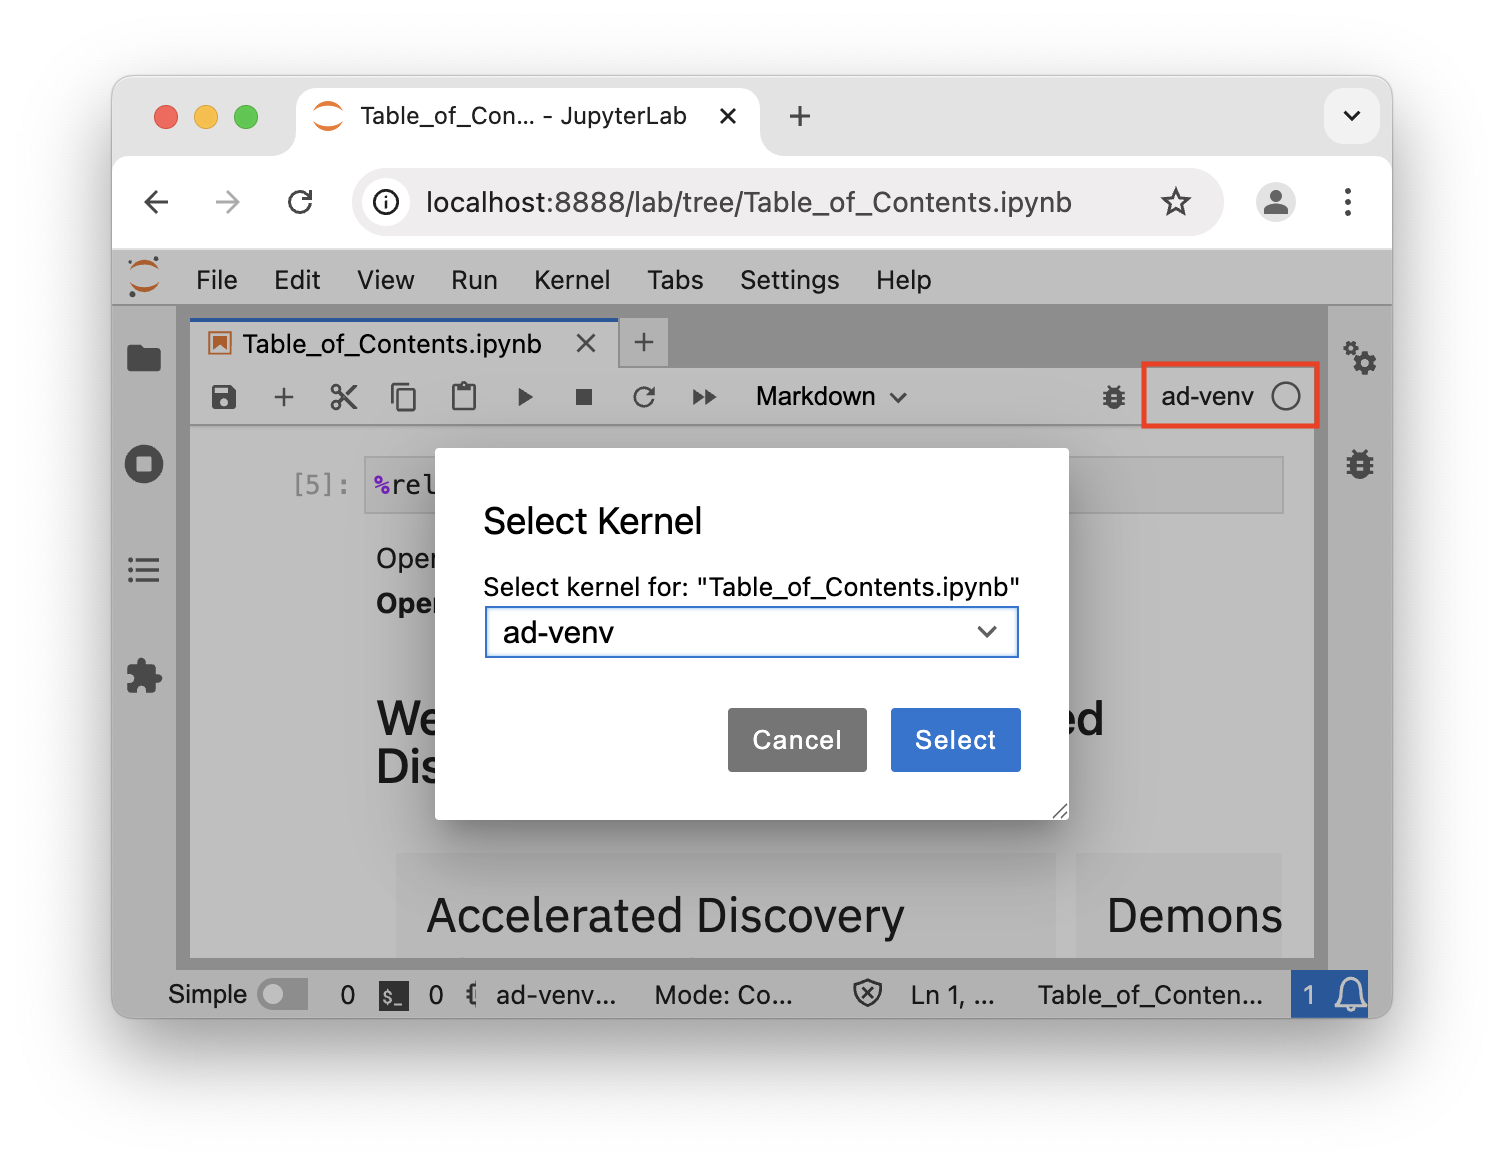 Table_of_Con... - JupyterLab
localhost:8888/lab/tree/Table_of_Contents.ipynb
File Edit View Run Kernel Tabs Settings Help
Table_of_Contents.ipynb
Markdown ad-venv
[5]: %rel
Select Kernel
Select kernel for: "Table_of_Contents.ipynb"
ad-venv
Cancel Select
Oper
Oper
We ed
Dis
Accelerated Discovery Demons
Simple 0 $_ 0 ad-venv... Mode: Co... Ln 1, ... Table_of_Conten... 1